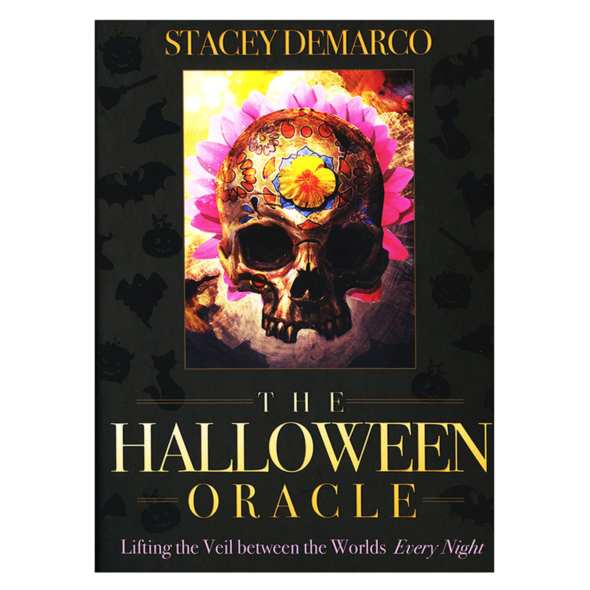 STACEY DEMARCO
THE
HALLOWEEN
ORACLE
Lifting the Veil between the Worlds Every Night